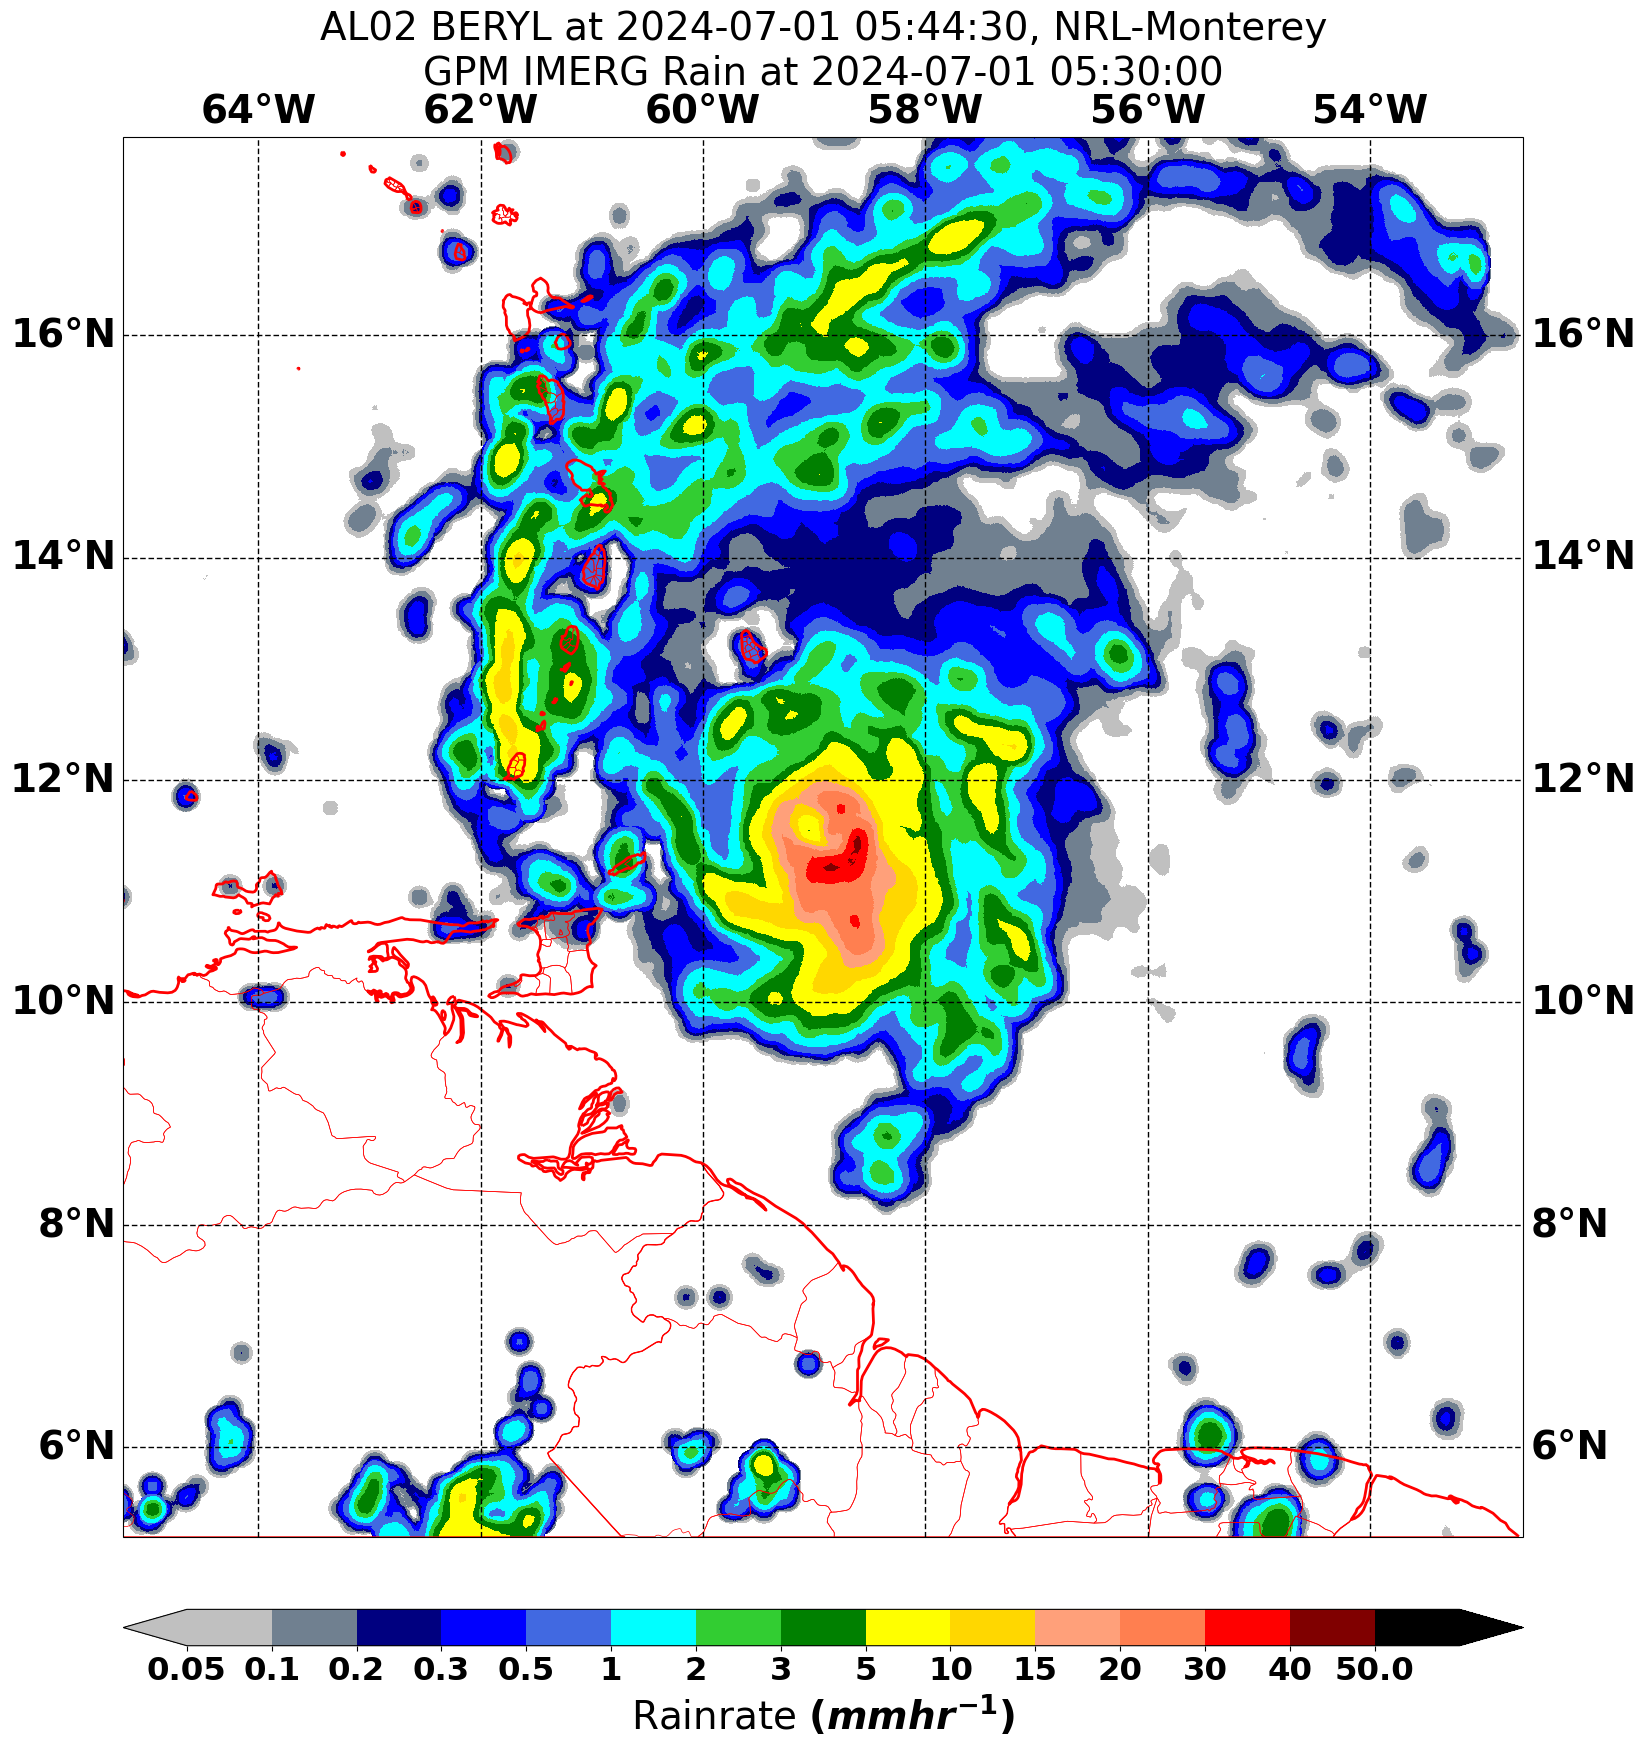 AL02 BERYL at 2024-07-01 05:44:30, NRL-Monterey
GPM IMERG Rain at 2024-07-01 05:30:00
64°W 62°W 60°W 58°W 56°W 54°W
16°N 16°N
14°N 14°N
12°N 12°N
10°N 10°N
8°N 8°N
6°N 6°N
0.05 0.1 0.2 0.3 0.5 1 2 3 5 10 15 20 30 40 50.0
Rainrate (mmhr⁻¹)